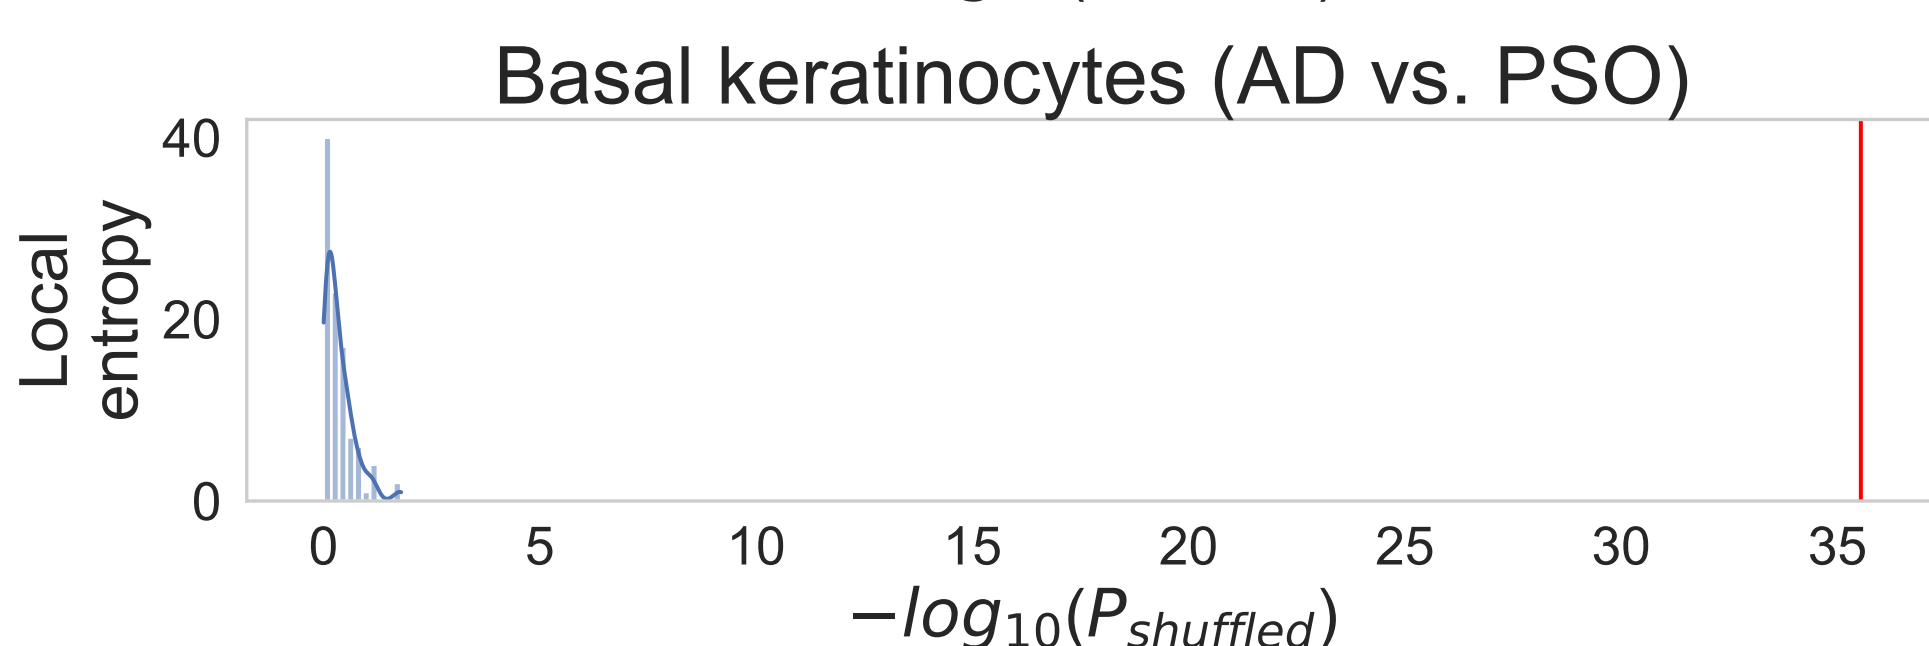 Basal keratinocytes (AD vs. PSO)
Local
entropy
40
20
0
0 5 10 15 20 25 30 35
−log₁₀(P_shuffled)